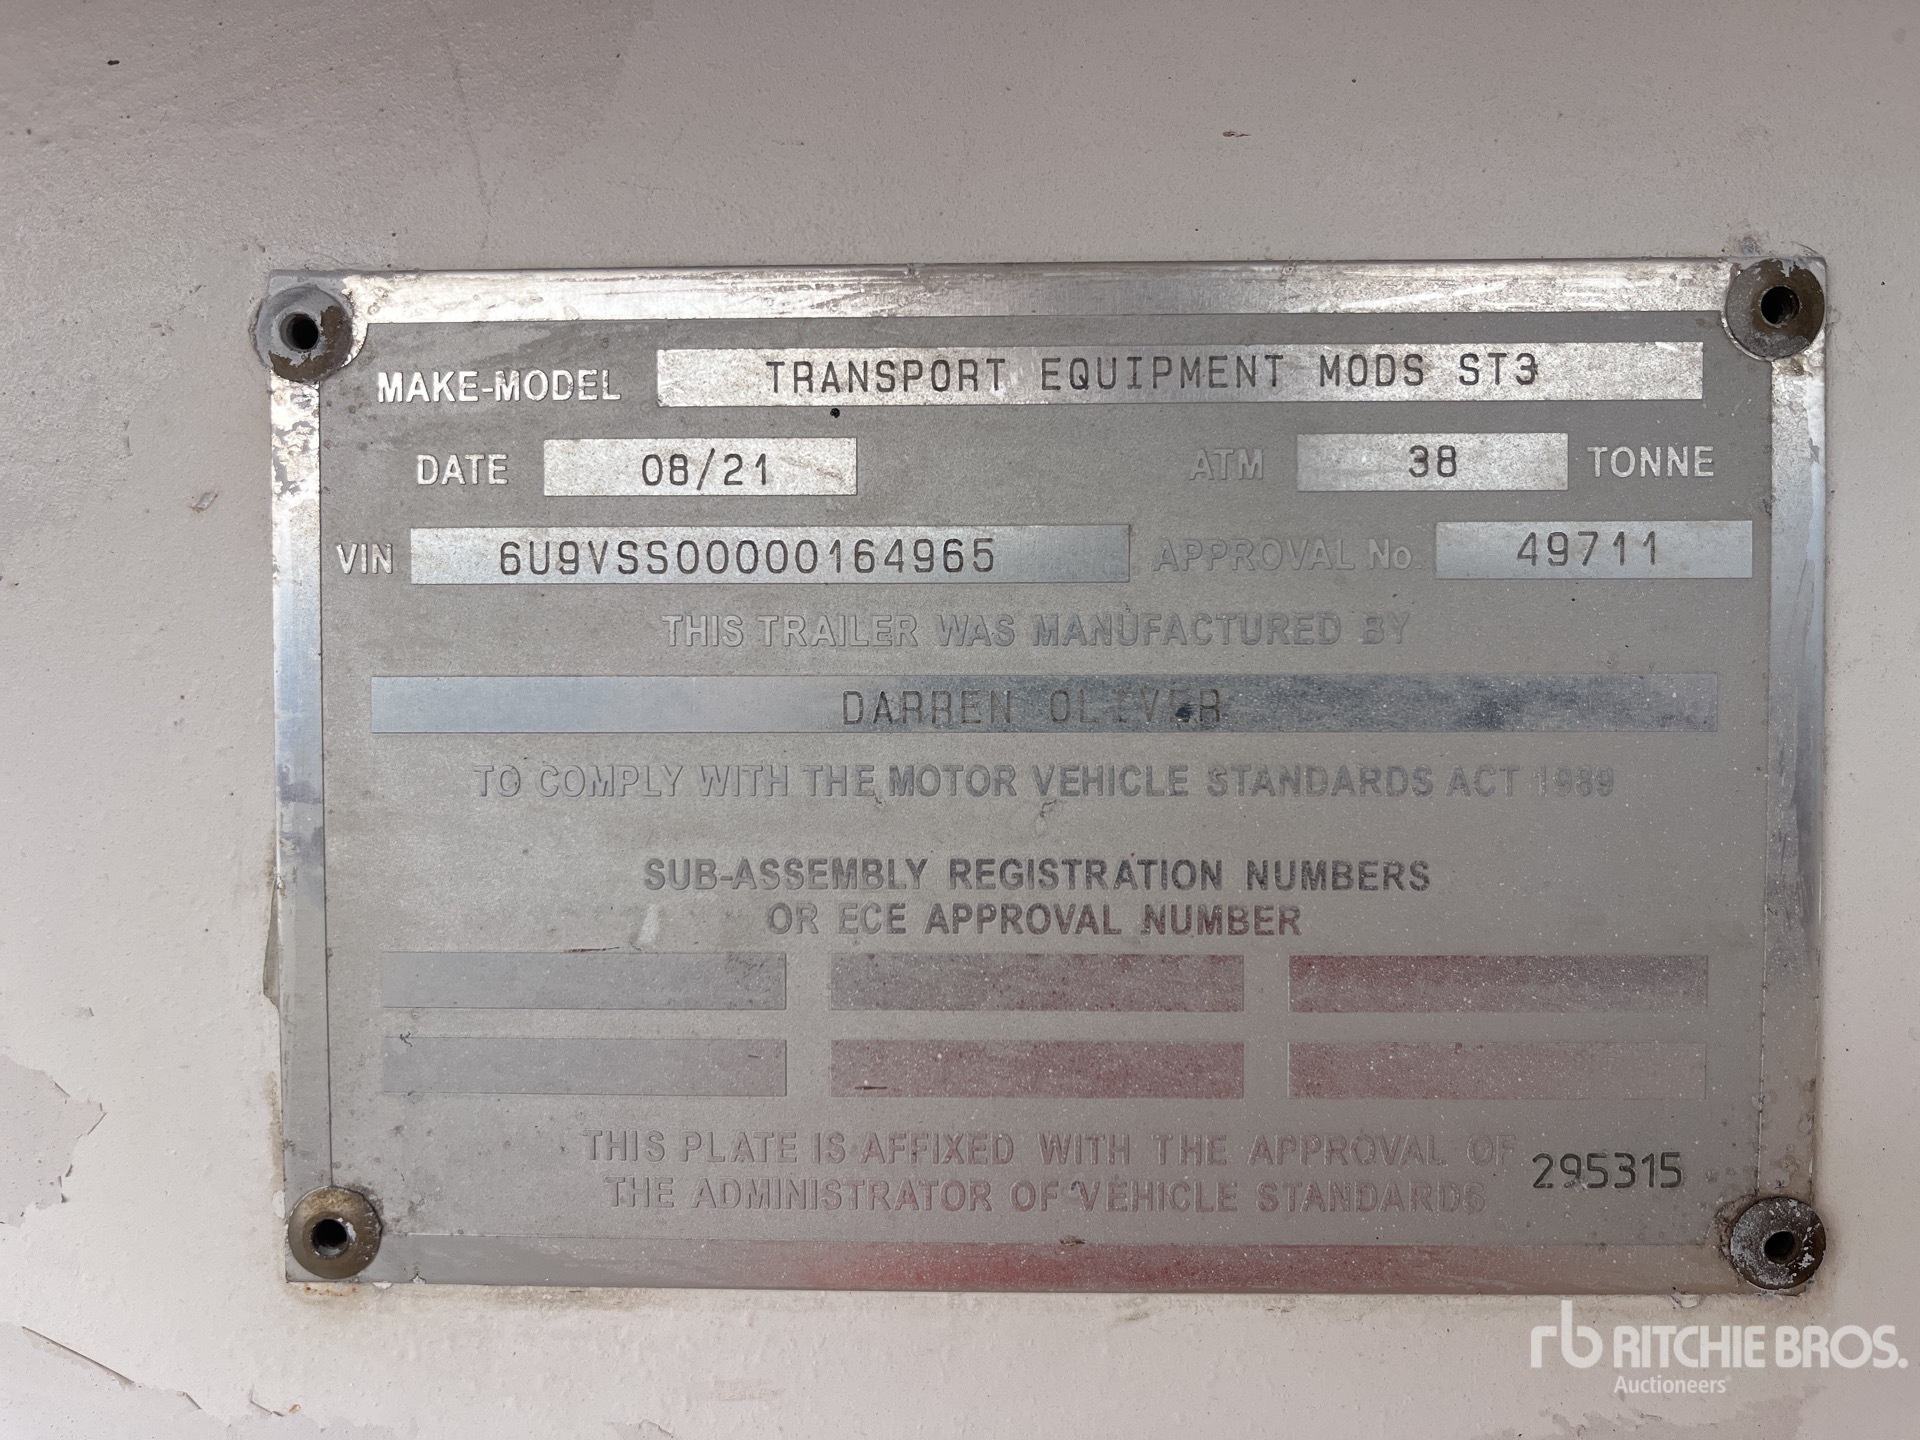 MAKE-MODEL TRANSPORT EQUIPMENT MODS ST3
DATE 08/21 ATM 38 TONNE
VIN 6U9VSS00000164965 APPROVAL No. 49711
THIS TRAILER WAS MANUFACTURED BY
DARREN OLIVER
TO COMPLY WITH THE MOTOR VEHICLE STANDARDS ACT 1989
SUB-ASSEMBLY REGISTRATION NUMBERS
OR ECE APPROVAL NUMBER
THIS PLATE IS AFFIXED WITH THE APPROVAL OF
THE ADMINISTRATOR OF VEHICLE STANDARDS 295315
rb RITCHIE BROS.
Auctioneers